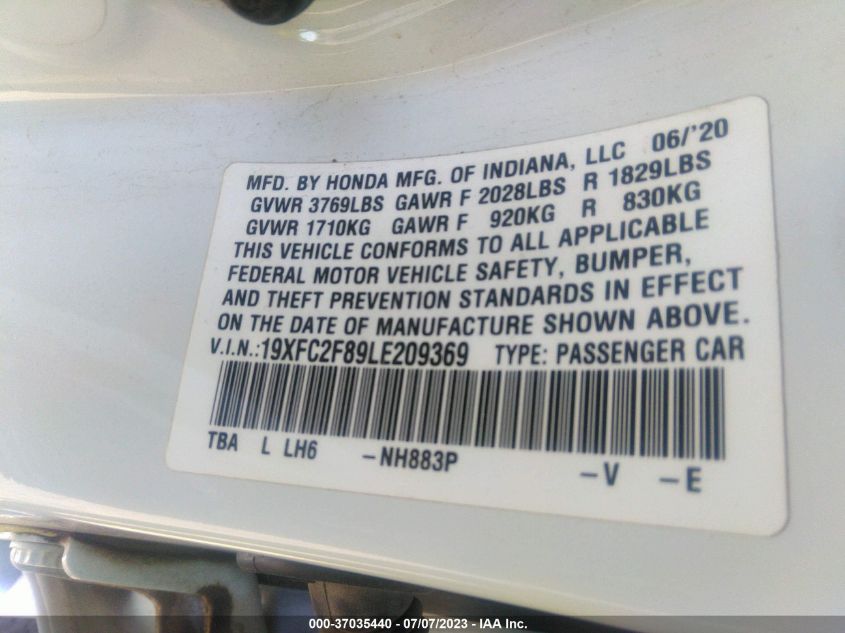 MFD. BY HONDA MFG. OF INDIANA, LLC 06/'20
GVWR 3769LBS GAWR F 2028LBS R 1829LBS
GVWR 1710KG GAWR F 920KG R 830KG
THIS VEHICLE CONFORMS TO ALL APPLICABLE
FEDERAL MOTOR VEHICLE SAFETY, BUMPER,
AND THEFT PREVENTION STANDARDS IN EFFECT
ON THE DATE OF MANUFACTURE SHOWN ABOVE.
V.I.N.:19XFC2F89LE209369 TYPE: PASSENGER CAR
TBA L LH6 -NH883P -V -E
000-37035440 - 07/07/2023 - IAA Inc.